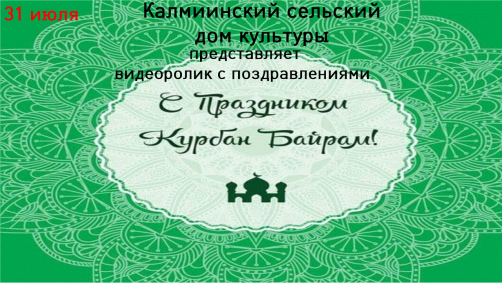 31 июля
Калмиинский сельский
дом культуры
представляет
видеоролик с поздравлениями
С Праздником
Курбан Байрам!